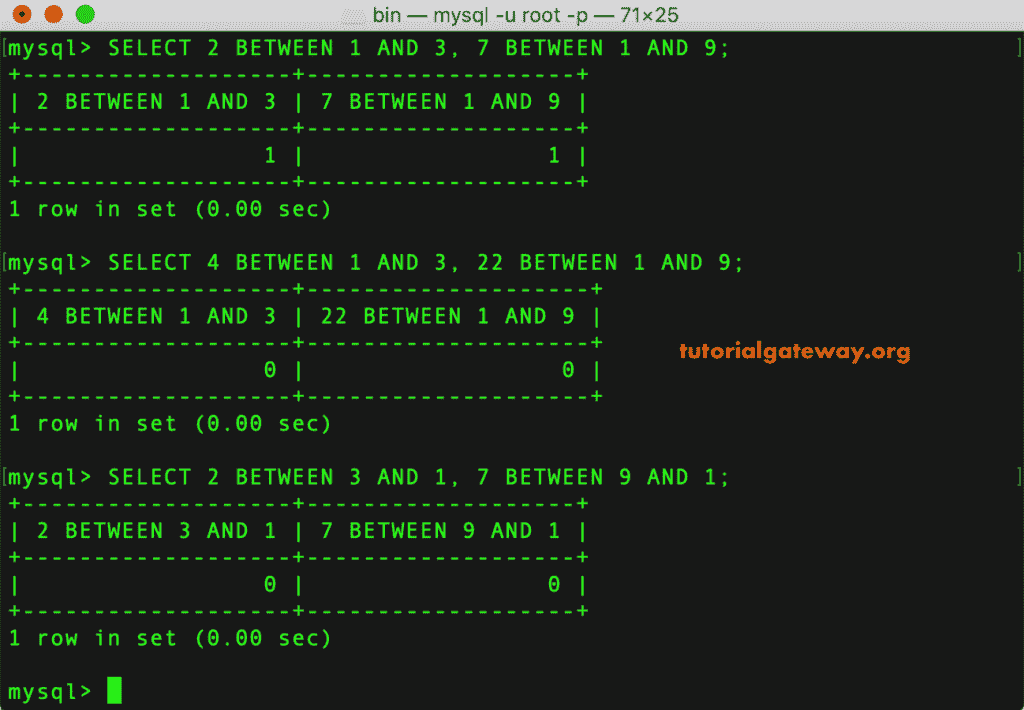 bin — mysql -u root -p — 71×25
[mysql> SELECT 2 BETWEEN 1 AND 3, 7 BETWEEN 1 AND 9; ]
+-------------------+-------------------+
| 2 BETWEEN 1 AND 3 | 7 BETWEEN 1 AND 9 |
+-------------------+-------------------+
|                 1 |                 1 |
+-------------------+-------------------+
1 row in set (0.00 sec)
[mysql> SELECT 4 BETWEEN 1 AND 3, 22 BETWEEN 1 AND 9; ]
+-------------------+--------------------+
| 4 BETWEEN 1 AND 3 | 22 BETWEEN 1 AND 9 |
+-------------------+--------------------+
|                 0 |                  0 |
+-------------------+--------------------+
1 row in set (0.00 sec)
tutorialgateway.org
[mysql> SELECT 2 BETWEEN 3 AND 1, 7 BETWEEN 9 AND 1; ]
+-------------------+-------------------+
| 2 BETWEEN 3 AND 1 | 7 BETWEEN 9 AND 1 |
+-------------------+-------------------+
|                 0 |                 0 |
+-------------------+-------------------+
1 row in set (0.00 sec)
mysql>